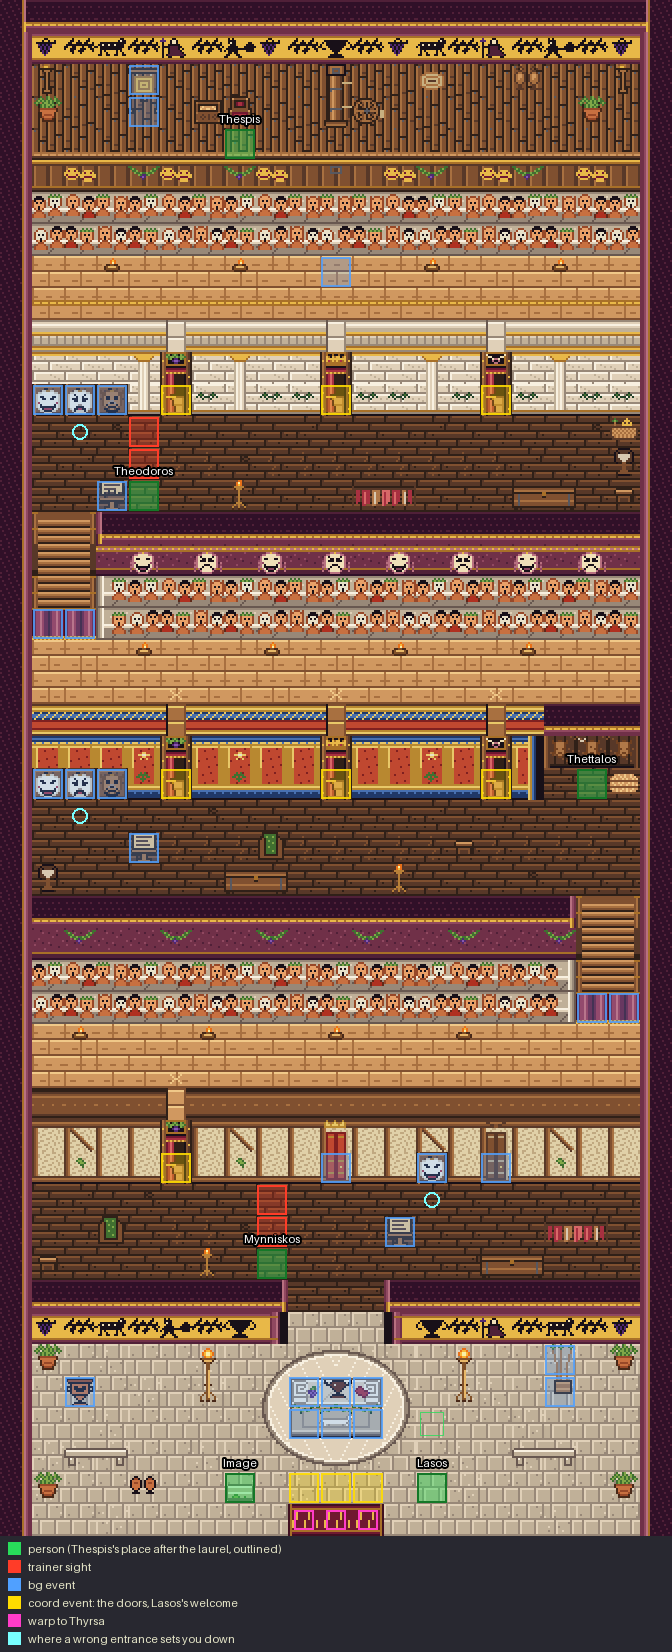 Thespis
Theodoros
Thettalos
Mynniskos
Image
Lasos
person (Thespis's place after the laurel, outlined)
trainer sight
bg event
coord event: the doors, Lasos's welcome
warp to Thyrsa
where a wrong entrance sets you down